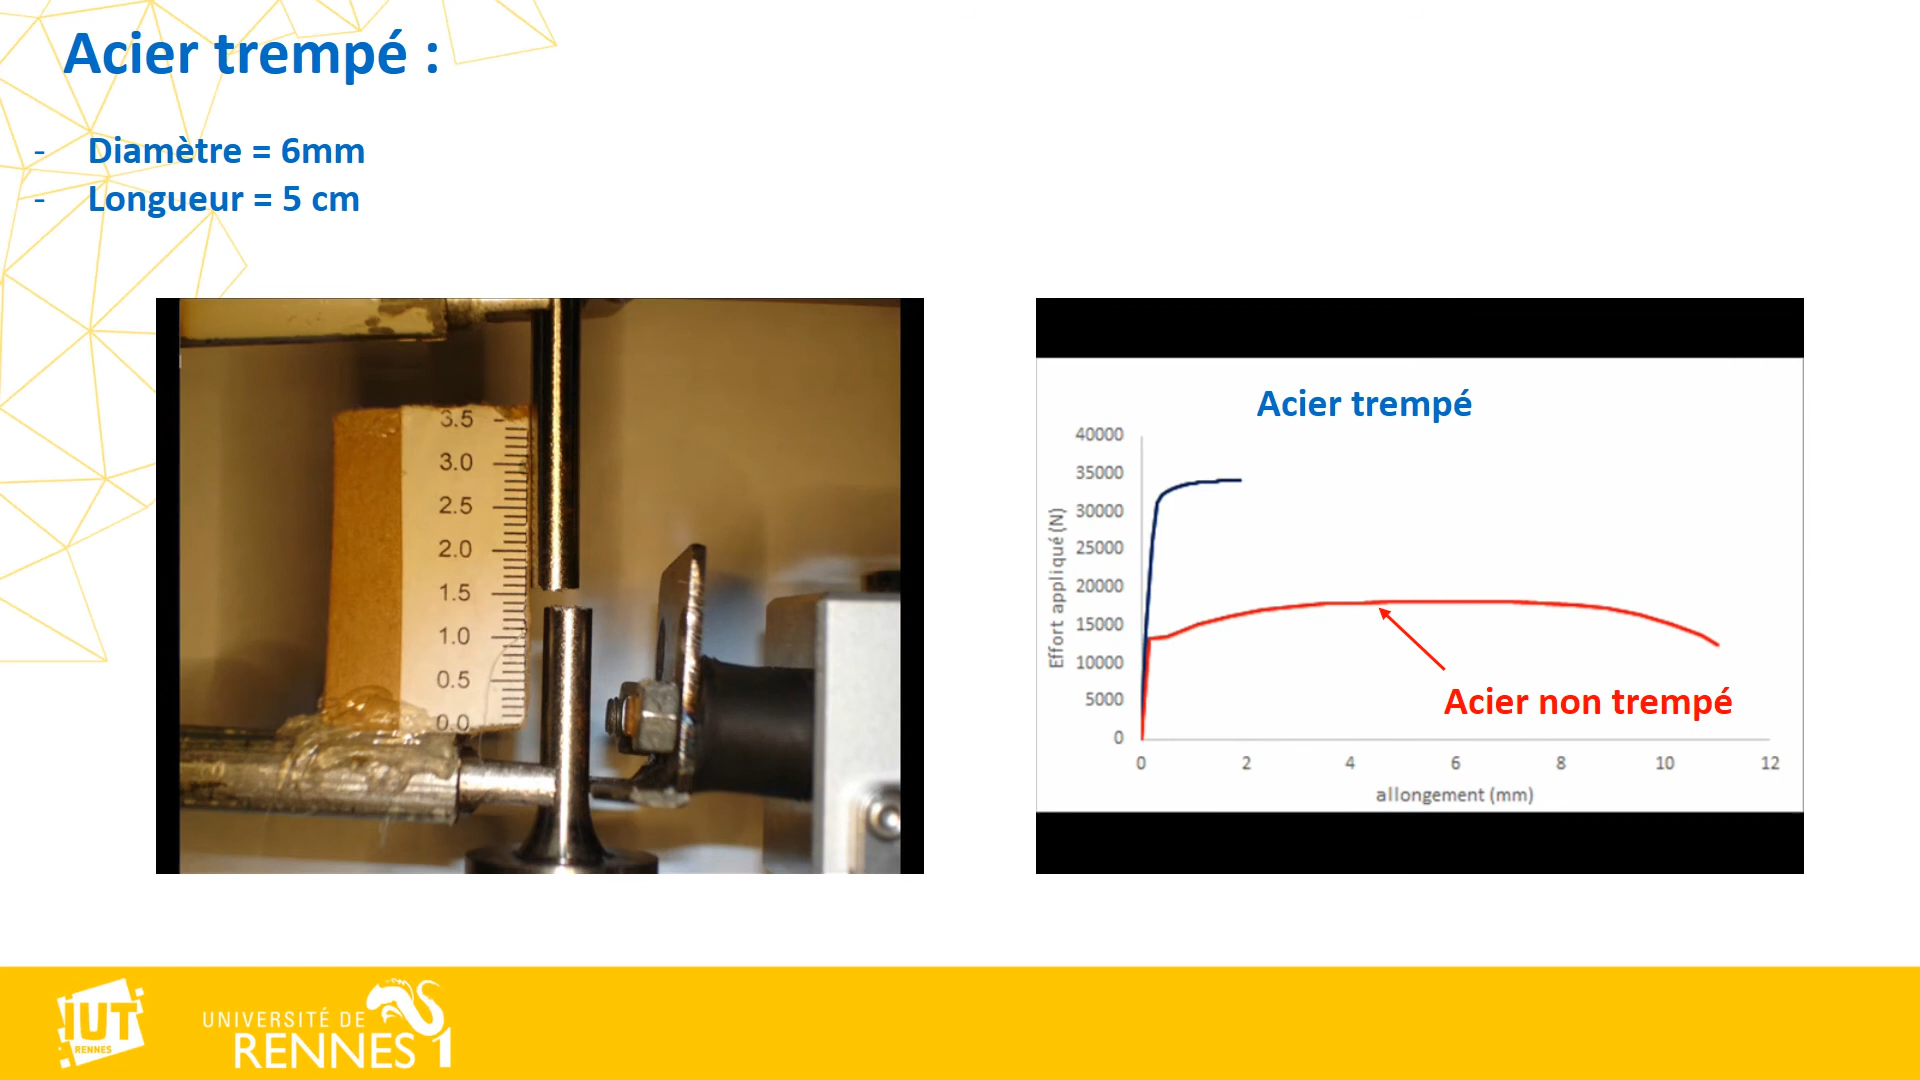 Acier trempé :
- Diamètre = 6mm
- Longueur = 5 cm
3.5
3.0
2.5
2.0
1.5
1.0
0.5
0.0
Acier trempé
40000
35000
30000
25000
20000
15000
10000
5000
0
Effort appliqué (N)
Acier non trempé
0 2 4 6 8 10 12
allongement (mm)
IUT
RENNES
UNIVERSITÉ DE
RENNES 1